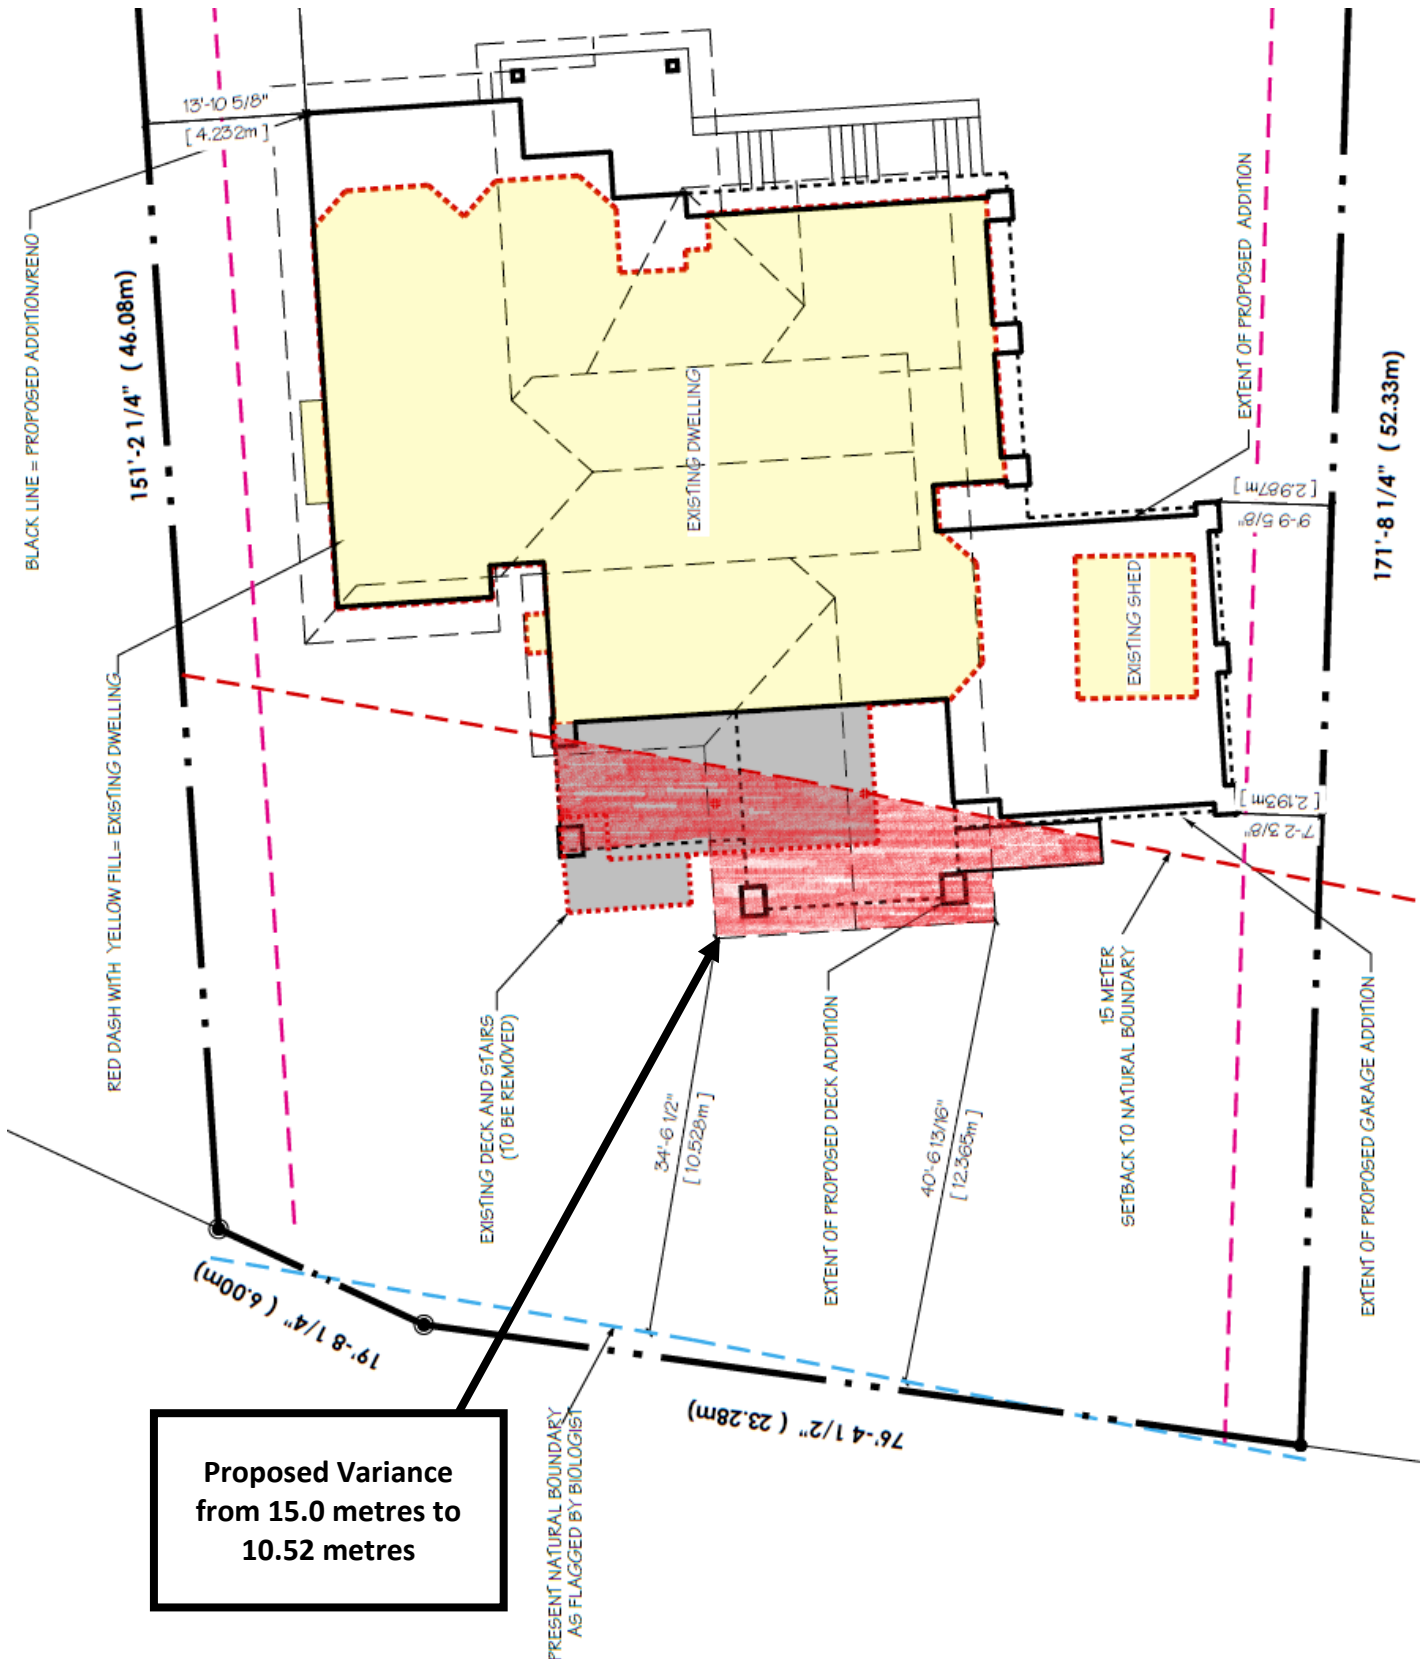 13'-10 5/8"
[ 4.232m ]
BLACK LINE = PROPOSED ADDITION/RENO
151'-2 1/4" ( 46.08m)
EXISTING DWELLING
EXTENT OF PROPOSED ADDITION
171'-8 1/4" ( 52.33m)
[ 2.987m ]
9'-9 5/8"
EXISTING SHED
RED DASH WITH YELLOW FILL= EXISTING DWELLING
[ 2.193m ]
7'-2 3/8"
EXISTING DECK AND STAIRS
(TO BE REMOVED)
34'-6 1/2"
[ 10.528m ]
EXTENT OF PROPOSED DECK ADDITION
40'-6 13/16"
[ 12.365m ]
15 METER
SETBACK TO NATURAL BOUNDARY
EXTENT OF PROPOSED GARAGE ADDITION
19'-8 1/4" ( 6.00m)
76'-4 1/2" ( 23.28m)
PRESENT NATURAL BOUNDARY
AS FLAGGED BY BIOLOGIST
Proposed Variance
from 15.0 metres to
10.52 metres